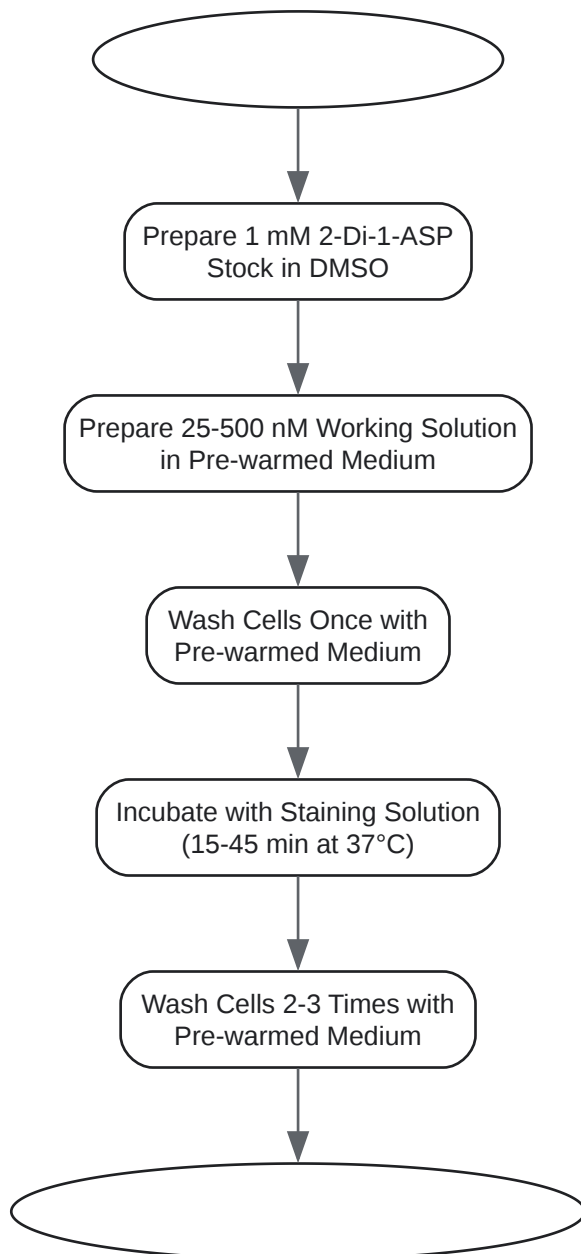 Prepare 1 mM 2-Di-1-ASP
Stock in DMSO
Prepare 25-500 nM Working Solution
in Pre-warmed Medium
Wash Cells Once with
Pre-warmed Medium
Incubate with Staining Solution
(15-45 min at 37°C)
Wash Cells 2-3 Times with
Pre-warmed Medium